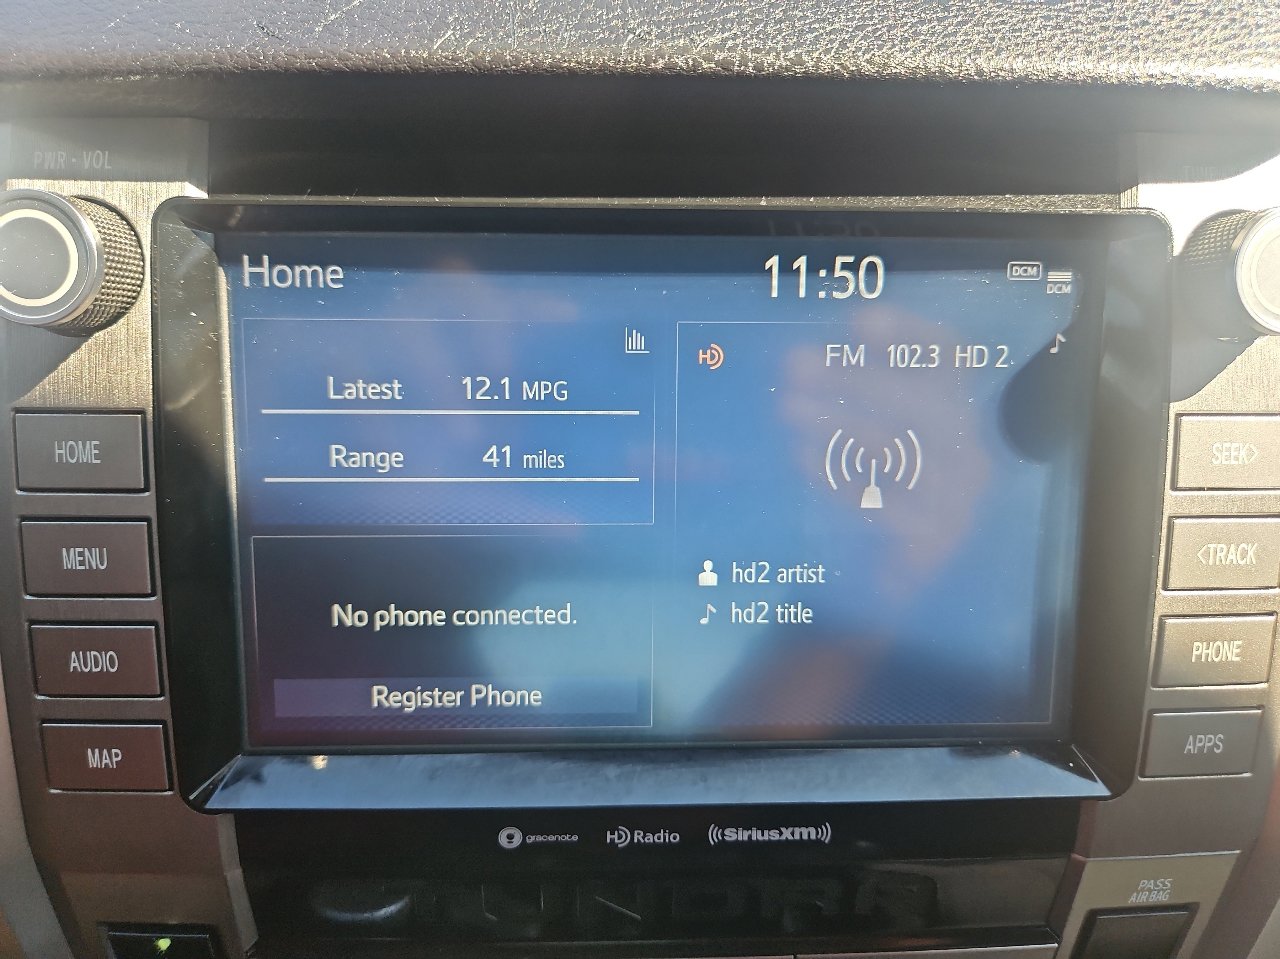 PWR • VOL
Home
11:50
DCM
DCM
Latest 12.1 MPG
Range 41 miles
HD
FM 102.3 HD 2
hd2 artist
hd2 title
No phone connected.
Register Phone
HOME
MENU
AUDIO
MAP
SEEK>
<TRACK
PHONE
APPS
gracenote
HD Radio
((SiriusXM))
PASS
AIRBAG